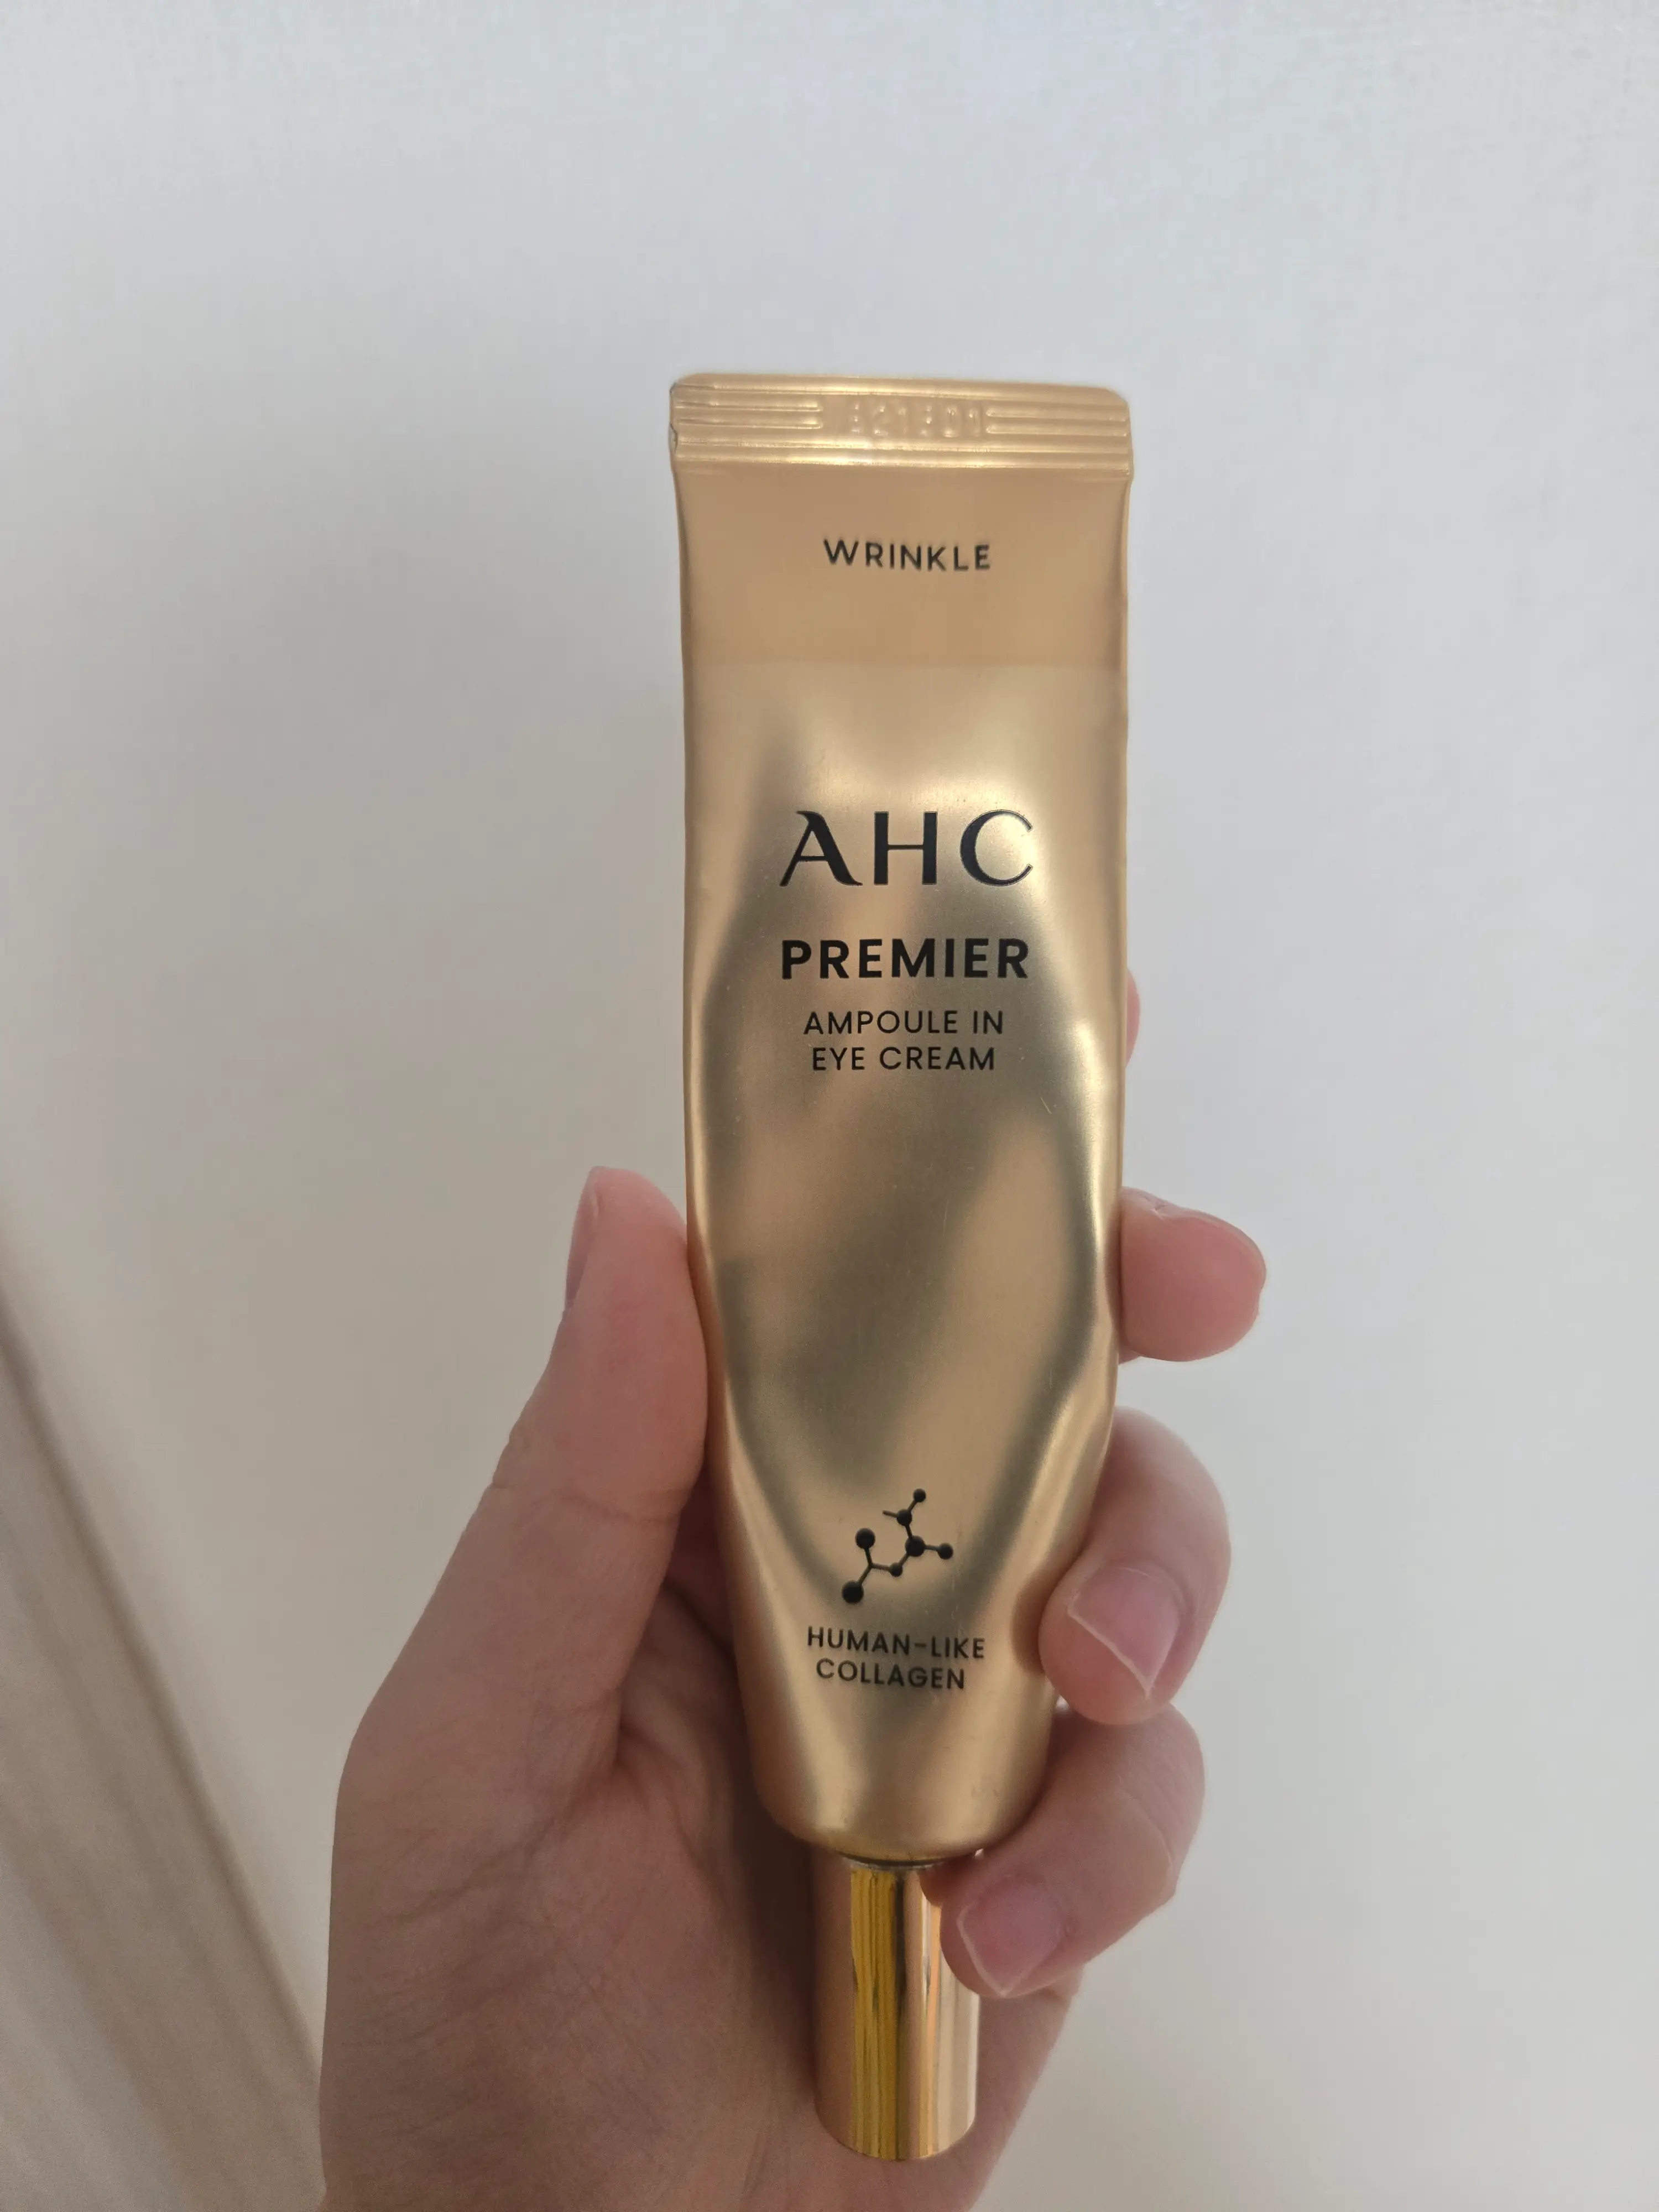 WRINKLE
AHC
PREMIER
AMPOULE IN
EYE CREAM
HUMAN-LIKE
COLLAGEN